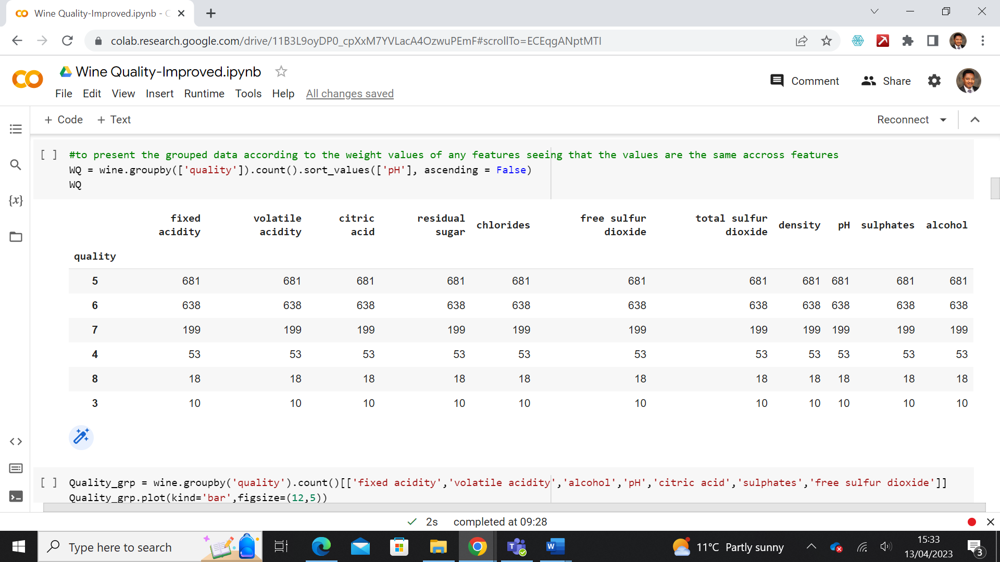 Wine Quality-Improved.ipynb - C
colab.research.google.com/drive/11B3L9oyDP0_cpXxM7YVLacA4OzwuPEmF#scrollTo=ECEqgANptMTI
Wine Quality-Improved.ipynb
Comment Share
File Edit View Insert Runtime Tools Help All changes saved
+ Code + Text Reconnect
[ ] #to present the grouped data according to the weight values of any features seeing that the values are the same accross features
WQ = wine.groupby(['quality']).count().sort_values(['pH'], ascending = False)
{x} WQ
fixed acidity volatile acidity citric acid residual sugar chlorides free sulfur dioxide total sulfur dioxide density pH sulphates alcohol
quality
5 681 681 681 681 681 681 681 681 681 681 681
6 638 638 638 638 638 638 638 638 638 638 638
7 199 199 199 199 199 199 199 199 199 199 199
4 53 53 53 53 53 53 53 53 53 53 53
8 18 18 18 18 18 18 18 18 18 18 18
3 10 10 10 10 10 10 10 10 10 10 10
[ ] Quality_grp = wine.groupby('quality').count()[['fixed acidity','volatile acidity','alcohol','pH','citric acid','sulphates','free sulfur dioxide']]
Quality_grp.plot(kind='bar',figsize=(12,5))
2s completed at 09:28
Type here to search
11°C Partly sunny
15:33
13/04/2023
3